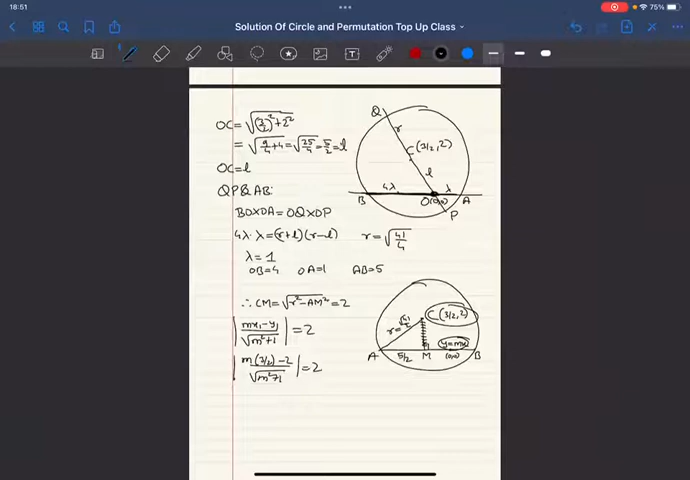 18:51
75%
Solution Of Circle and Permutation Top Up Class
OC=√((3/2)²+2²)
=√(9/4+4)=√(25/4)=5/2=l
OC=l
QP&AB:
BO×OA=OQ×OP
4λ·λ=(r+l)(r-l) r=√(41/4)
λ=1
OB=4 OA=1 AB=5
∴CM=√(r²-AM²)=2
|(mx₁-y₁)/√(m²+1)|=2
|(m(3/2)-2)/√(m²+1)|=2
Q
r
C(3/2,2)
l
4λ
λ
B
O(0,0)
A
P
C(3/2,2)
r=√41/2
y=mx
A
5/2
M
(0,0)
B